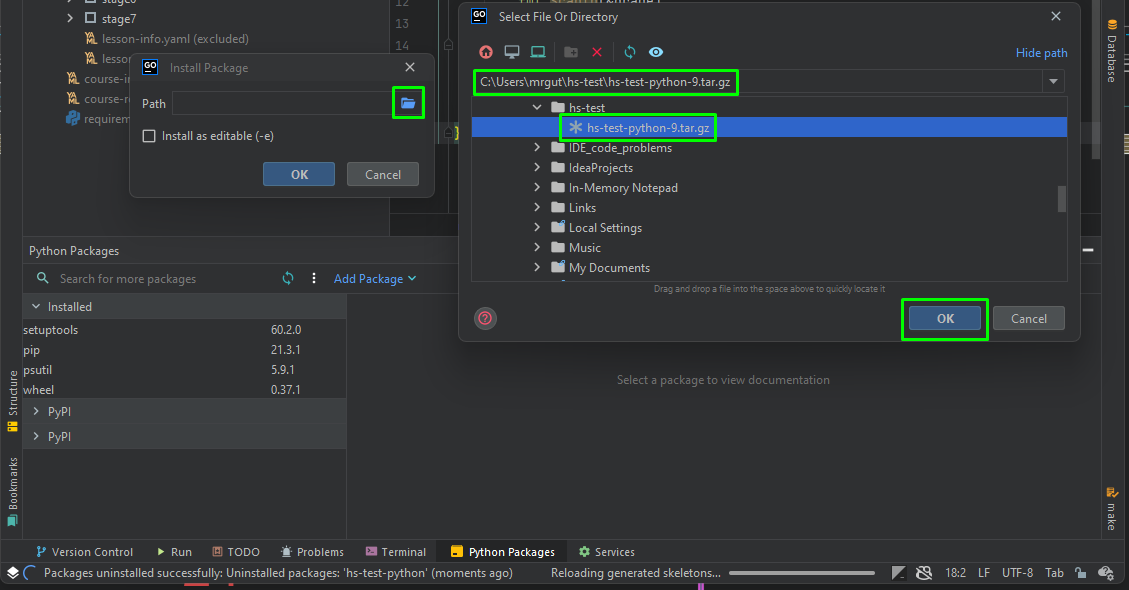 stage6
stage7
lesson-info.yaml (excluded)
GO
Install Package
Path
Install as editable (-e)
OK
Cancel
12
13
14
GO
Select File Or Directory
Hide path
C:\Users\mrgut\hs-test\hs-test-python-9.tar.gz
hs-test
hs-test-python-9.tar.gz
IDE_code_problems
IdeaProjects
In-Memory Notepad
Links
Local Settings
Music
My Documents
Drag and drop a file into the space above to quickly locate it
?
OK
Cancel
Database
make
Python Packages
Search for more packages
Add Package
Installed
setuptools 60.2.0
pip 21.3.1
psutil 5.9.1
wheel 0.37.1
PyPI
PyPI
Select a package to view documentation
Structure
Bookmarks
Version Control
Run
TODO
Problems
Terminal
Python Packages
Services
Packages uninstalled successfully: Uninstalled packages: 'hs-test-python' (moments ago)
Reloading generated skeletons...
18:2
LF
UTF-8
Tab